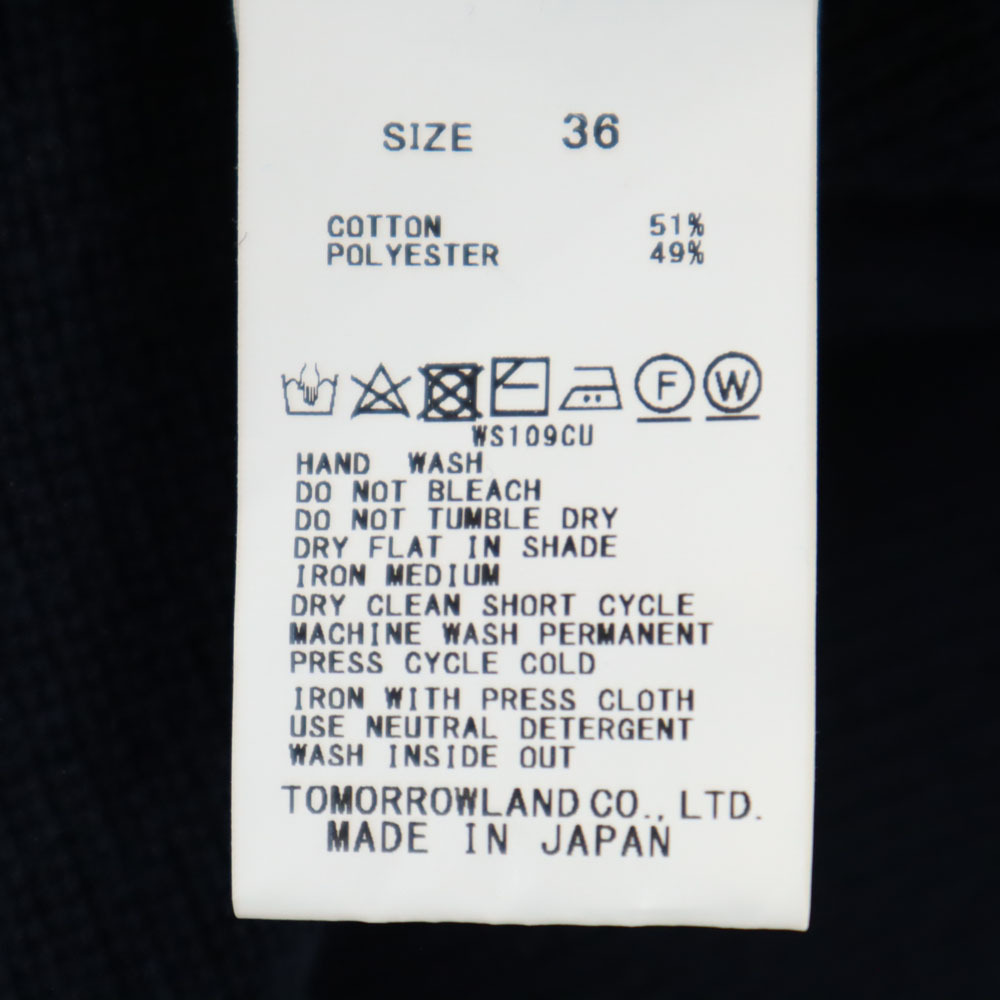 SIZE 36
COTTON 51%
POLYESTER 49%
F W
WS109CU
HAND WASH
DO NOT BLEACH
DO NOT TUMBLE DRY
DRY FLAT IN SHADE
IRON MEDIUM
DRY CLEAN SHORT CYCLE
MACHINE WASH PERMANENT
PRESS CYCLE COLD
IRON WITH PRESS CLOTH
USE NEUTRAL DETERGENT
WASH INSIDE OUT
TOMORROWLAND CO., LTD.
MADE IN JAPAN